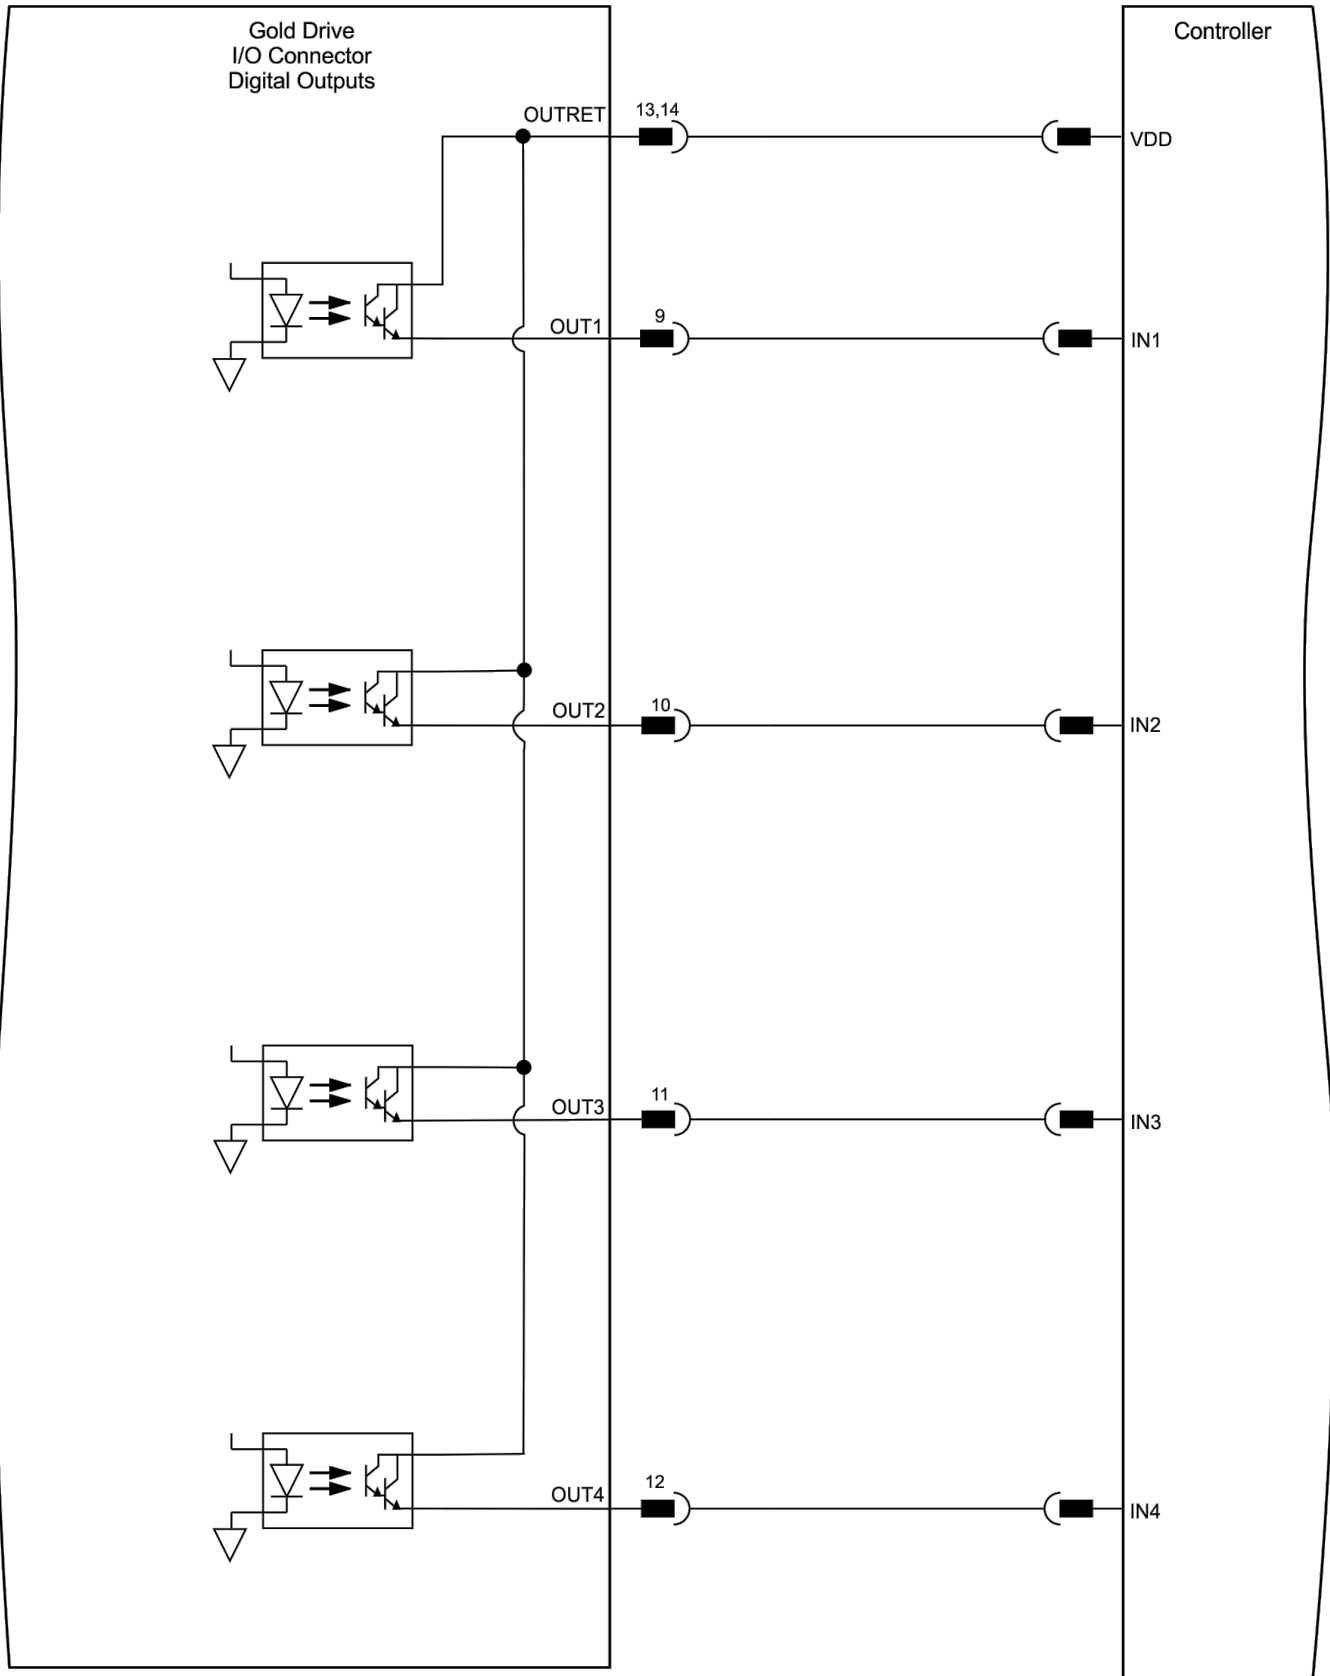 Gold Drive
I/O Connector
Digital Outputs
Controller
OUTRET
13,14
VDD
OUT1
9
IN1
OUT2
10
IN2
OUT3
11
IN3
OUT4
12
IN4